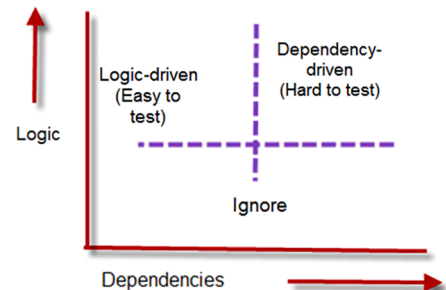 Logic-driven
(Easy to
test)
Dependency-
driven
(Hard to test)
Logic
Ignore
Dependencies